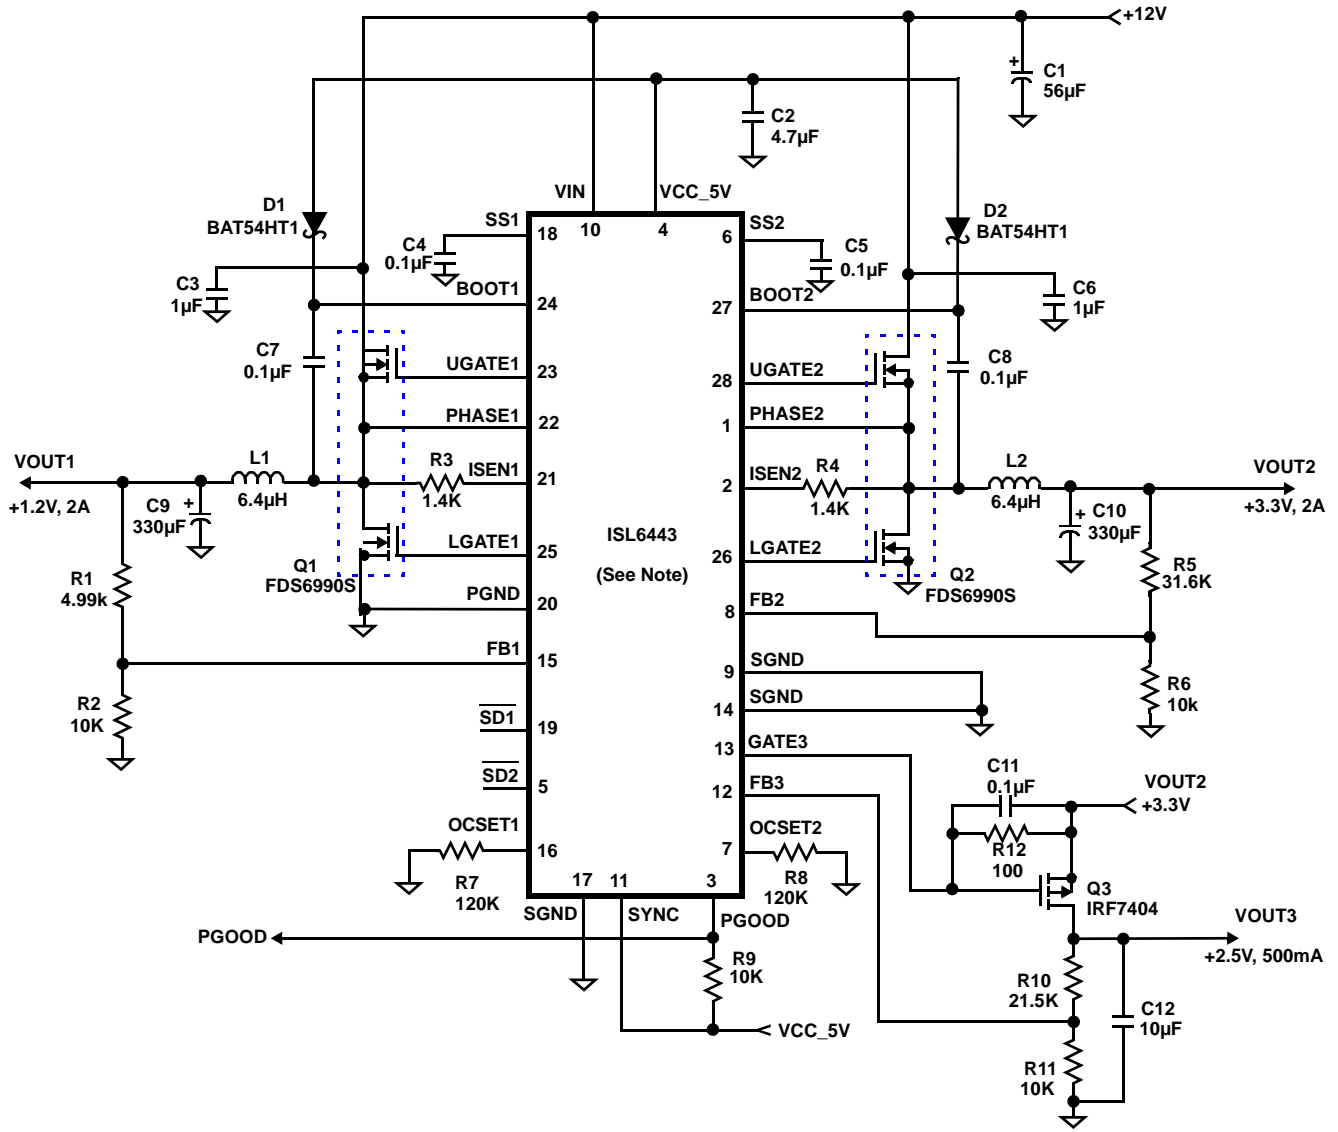 +12V
+
C1
56µF
C2
4.7µF
VIN
VCC_5V
D1
BAT54HT1
D2
BAT54HT1
SS1
18
10
4
6
SS2
C4
0.1µF
C5
0.1µF
C3
1µF
C6
1µF
BOOT1
24
27
BOOT2
C7
0.1µF
C8
0.1µF
UGATE1
23
28
UGATE2
PHASE1
22
1
PHASE2
VOUT1
+1.2V, 2A
L1
6.4µH
R3
1.4K
ISEN1
21
2
ISEN2
R4
1.4K
L2
6.4µH
VOUT2
+3.3V, 2A
C9
330µF
+
+
C10
330µF
ISL6443
(See Note)
LGATE1
25
26
LGATE2
Q1
FDS6990S
Q2
FDS6990S
R1
4.99k
R5
31.6K
PGND
20
8
FB2
FB1
15
9
SGND
R2
10K
R6
10k
SD1
19
14
SGND
13
GATE3
SD2
5
12
FB3
C11
0.1µF
VOUT2
+3.3V
OCSET1
16
7
OCSET2
R12
100
R7
120K
R8
120K
17
11
3
SGND
SYNC
PGOOD
Q3
IRF7404
PGOOD
R9
10K
VOUT3
+2.5V, 500mA
R10
21.5K
C12
10µF
VCC_5V
R11
10K